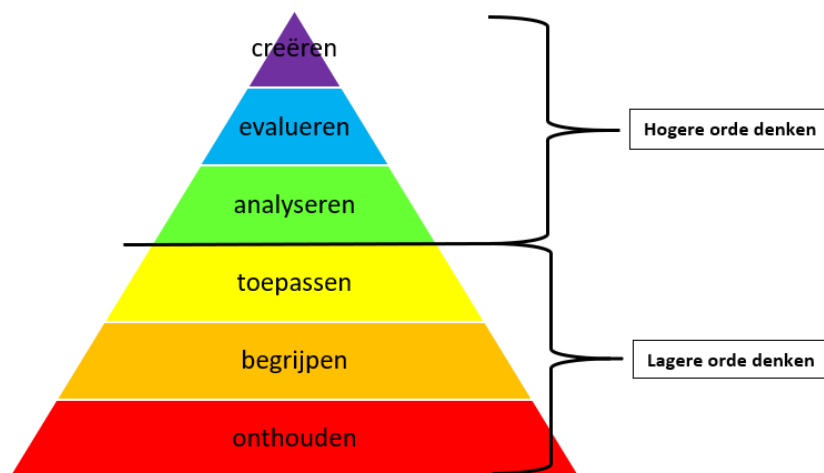 creëren
evalueren
Hogere orde denken
analyseren
toepassen
begrijpen
Lagere orde denken
onthouden